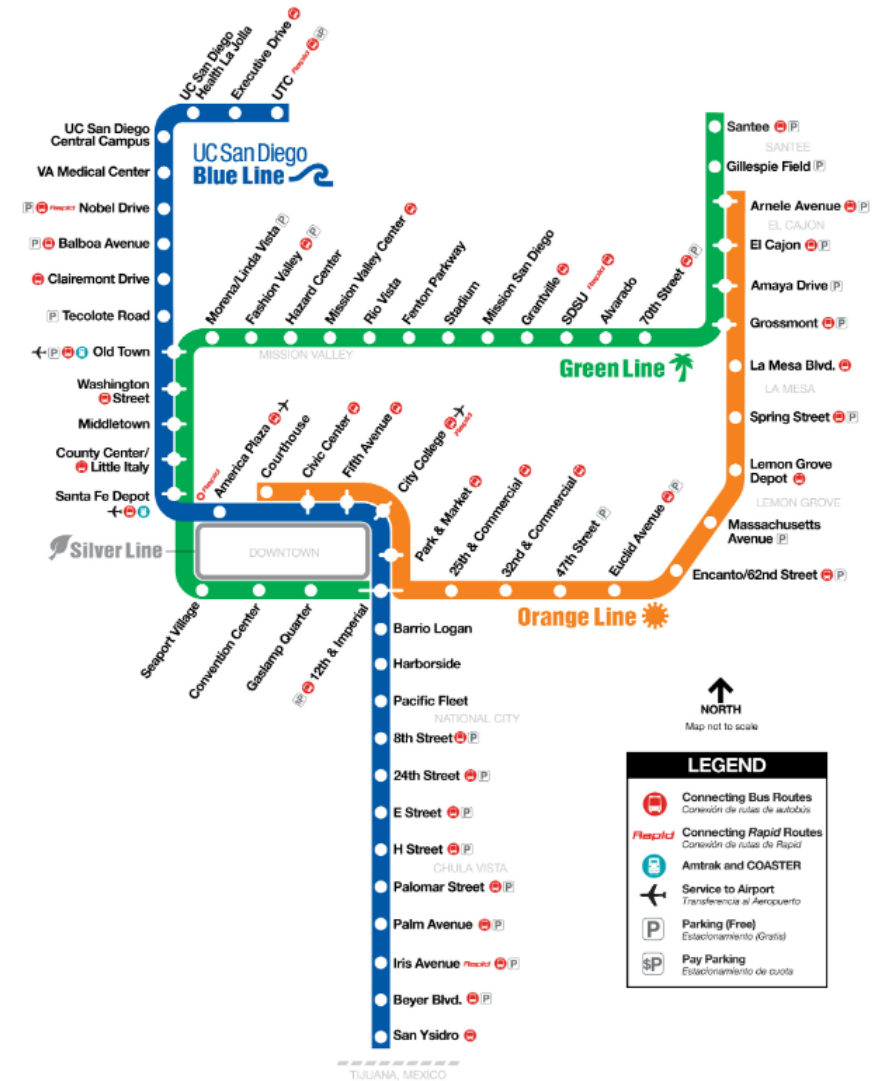 UC San Diego
Health La Jolla
Executive Drive
UTC Rapid $P
UC San Diego
Central Campus
VA Medical Center
P Rapid Nobel Drive
P Balboa Avenue
Clairemont Drive
P Tecolote Road
P Old Town
Washington
Street
Middletown
County Center/
Little Italy
Santa Fe Depot
UC San Diego
Blue Line
Morena/Linda Vista P
Fashion Valley P
Hazard Center
Mission Valley Center
Rio Vista
Fenton Parkway
Stadium
Mission San Diego
Grantville
SDSU Rapid
Alvarado
70th Street P
MISSION VALLEY
Green Line
Santee P
SANTEE
Gillespie Field P
Arnele Avenue P
EL CAJON
El Cajon P
Amaya Drive P
Grossmont P
La Mesa Blvd.
LA MESA
Spring Street P
Lemon Grove
Depot
LEMON GROVE
Massachusetts
Avenue P
Encanto/62nd Street P
Rapid
America Plaza
Courthouse
Civic Center
Fifth Avenue
City College Rapid
Park & Market
25th & Commercial
32nd & Commercial
47th Street P
Euclid Avenue P
Orange Line
Silver Line
DOWNTOWN
Seaport Village
Convention Center
Gaslamp Quarter
$P 12th & Imperial
Barrio Logan
Harborside
Pacific Fleet
NATIONAL CITY
8th Street P
24th Street P
E Street P
H Street P
CHULA VISTA
Palomar Street P
Palm Avenue P
Iris Avenue Rapid P
Beyer Blvd. P
San Ysidro
TIJUANA, MEXICO
NORTH
Map not to scale
LEGEND
Connecting Bus Routes
Conexión de rutas de autobús
Rapid Connecting Rapid Routes
Conexión de rutas de Rapid
Amtrak and COASTER
Service to Airport
Transferencia al Aeropuerto
P Parking (Free)
Estacionamiento (Gratis)
$P Pay Parking
Estacionamiento de cuota